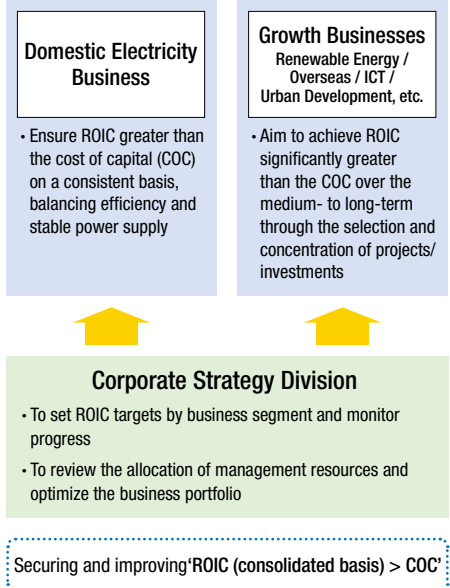 Domestic Electricity
Business
• Ensure ROIC greater than
the cost of capital (COC)
on a consistent basis,
balancing efficiency and
stable power supply
Growth Businesses
Renewable Energy /
Overseas / ICT /
Urban Development, etc.
• Aim to achieve ROIC
significantly greater
than the COC over the
medium- to long-term
through the selection and
concentration of projects/
investments
Corporate Strategy Division
• To set ROIC targets by business segment and monitor
progress
• To review the allocation of management resources and
optimize the business portfolio
Securing and improving‘ROIC (consolidated basis) > COC’